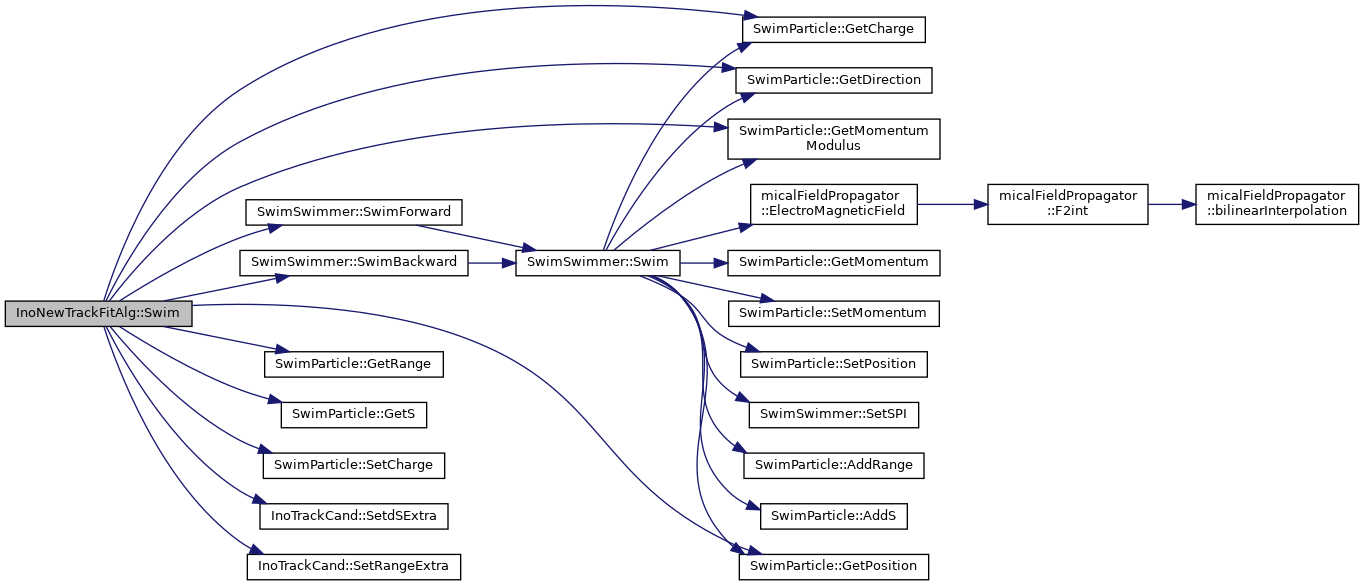 SwimParticle::GetCharge
SwimParticle::GetDirection
SwimParticle::GetMomentum
Modulus
micalFieldPropagator
::ElectroMagneticField
micalFieldPropagator
::F2int
micalFieldPropagator
::bilinearInterpolation
SwimSwimmer::SwimForward
SwimSwimmer::SwimBackward
SwimSwimmer::Swim
SwimParticle::GetMomentum
InoNewTrackFitAlg::Swim
SwimParticle::SetMomentum
SwimParticle::GetRange
SwimParticle::SetPosition
SwimParticle::GetS
SwimSwimmer::SetSPI
SwimParticle::SetCharge
SwimParticle::AddRange
InoTrackCand::SetdSExtra
SwimParticle::AddS
InoTrackCand::SetRangeExtra
SwimParticle::GetPosition